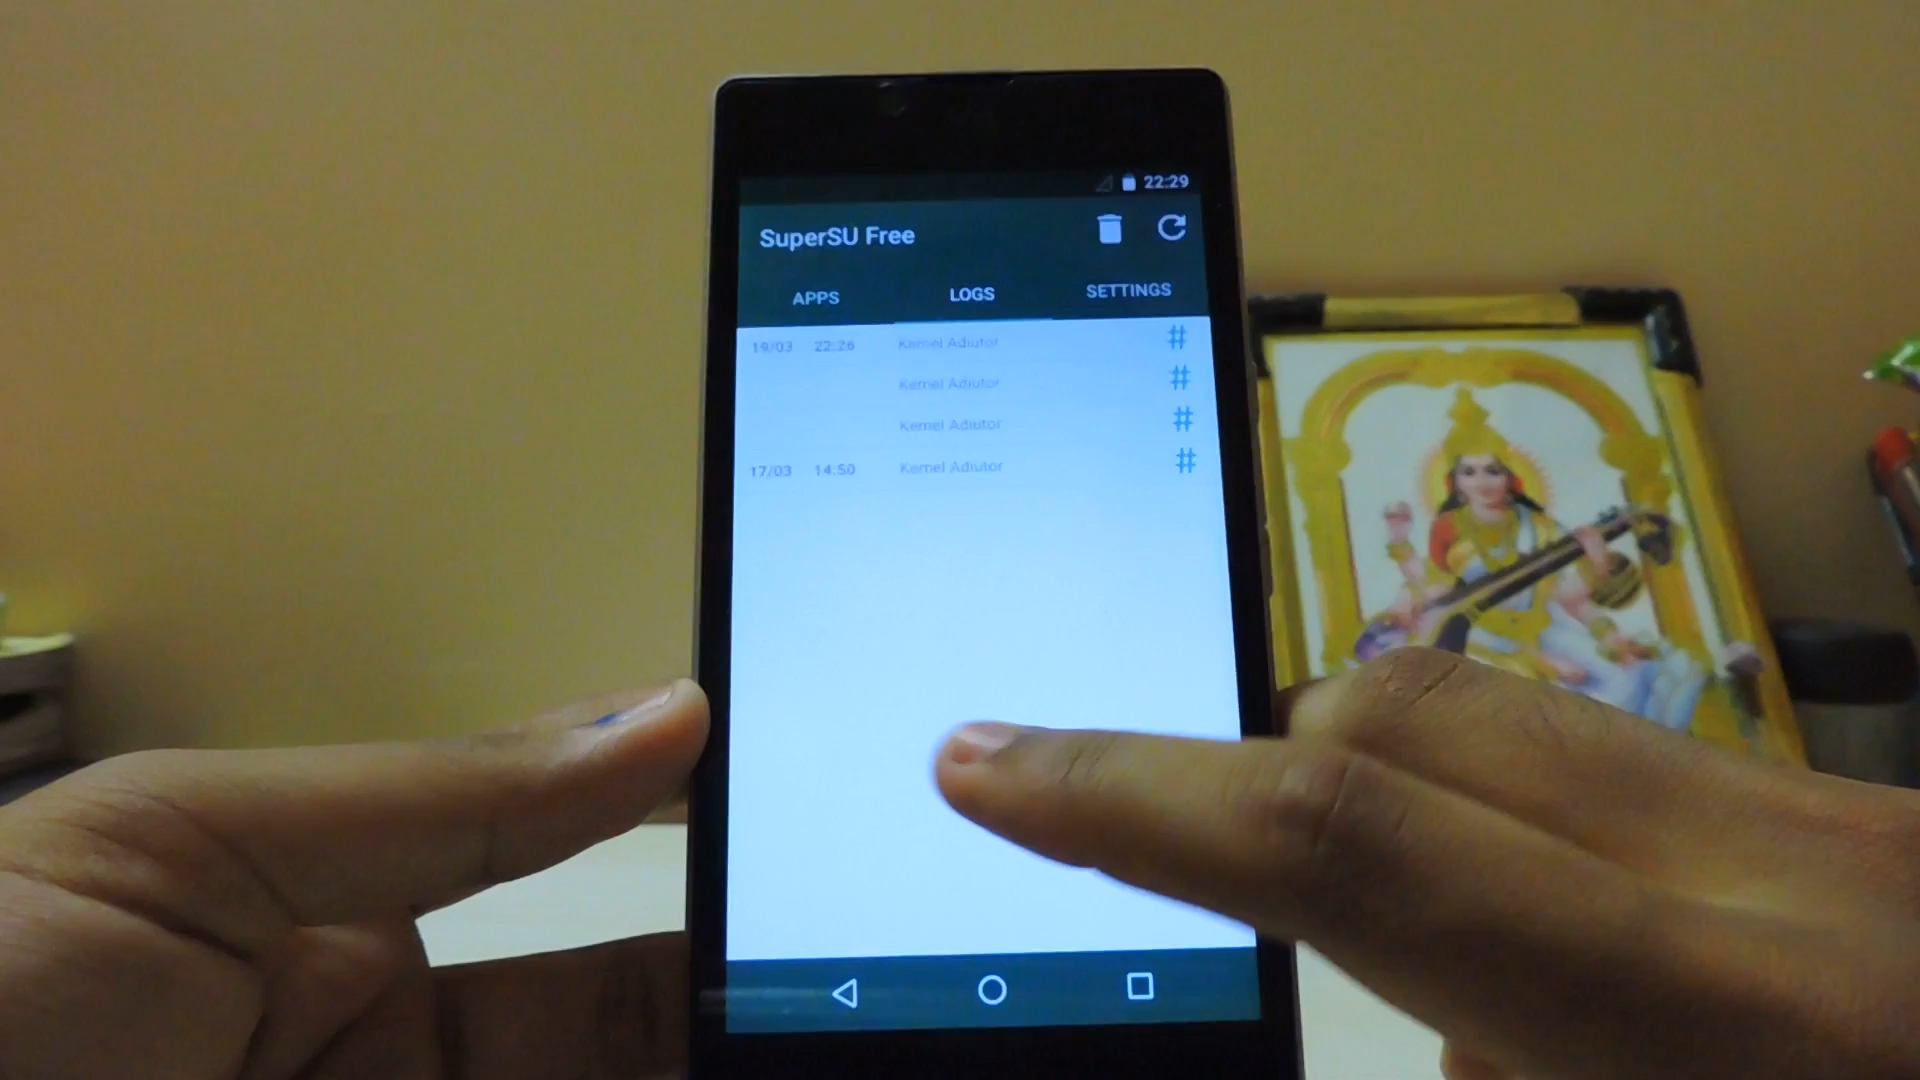 22:29
SuperSU Free
APPS LOGS SETTINGS
19/03 22:26 Kernel Adiutor #
Kernel Adiutor #
Kernel Adiutor #
17/03 14:50 Kernel Adiutor #